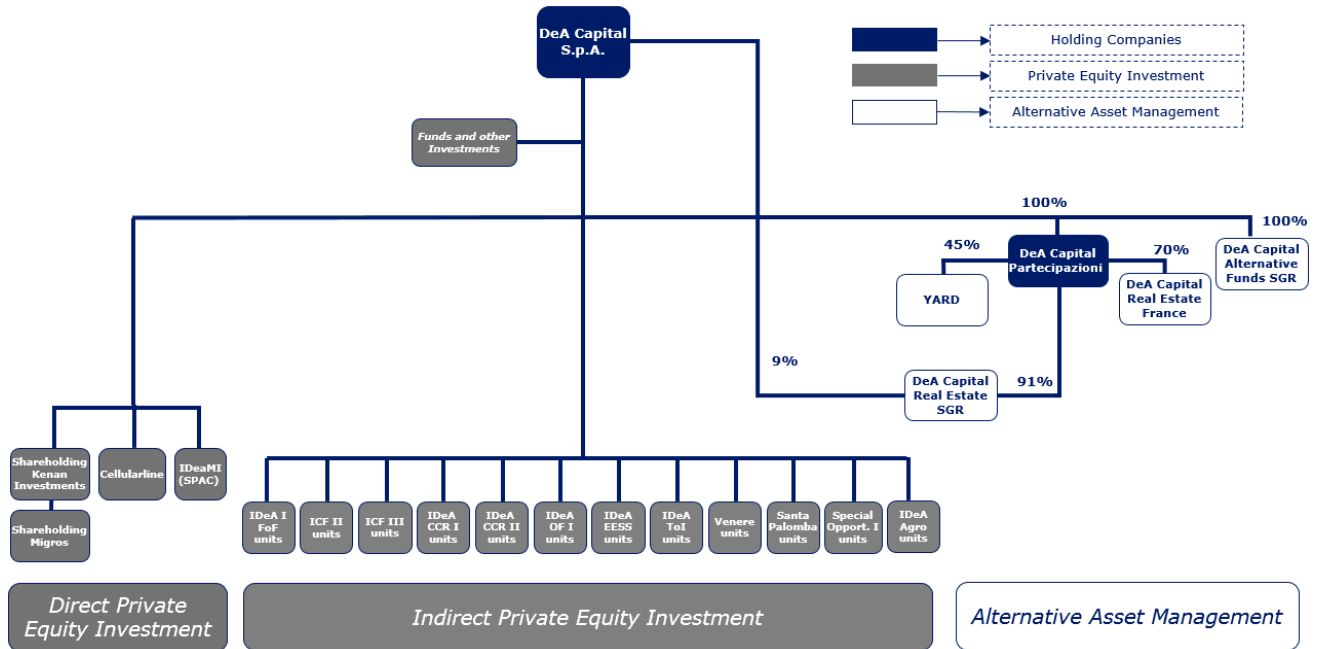 DeA Capital
S.p.A.
Holding Companies
Private Equity Investment
Alternative Asset Management
Funds and other
Investments
100%
100%
45%
DeA Capital
Partecipazioni
70%
DeA Capital
Alternative
Funds SGR
YARD
DeA Capital
Real Estate
France
9%
DeA Capital
Real Estate
SGR
91%
Shareholding
Kenan
Investments
Cellularline
IDeaMI
(SPAC)
Shareholding
Migros
IDeA I
FoF
units
ICF II
units
ICF III
units
IDeA
CCR I
units
IDeA
CCR II
units
IDeA
OF I
units
IDeA
EESS
units
IDeA
ToI
units
Venere
units
Santa
Palomba
units
Special
Opport. I
units
IDeA
Agro
units
Direct Private
Equity Investment
Indirect Private Equity Investment
Alternative Asset Management